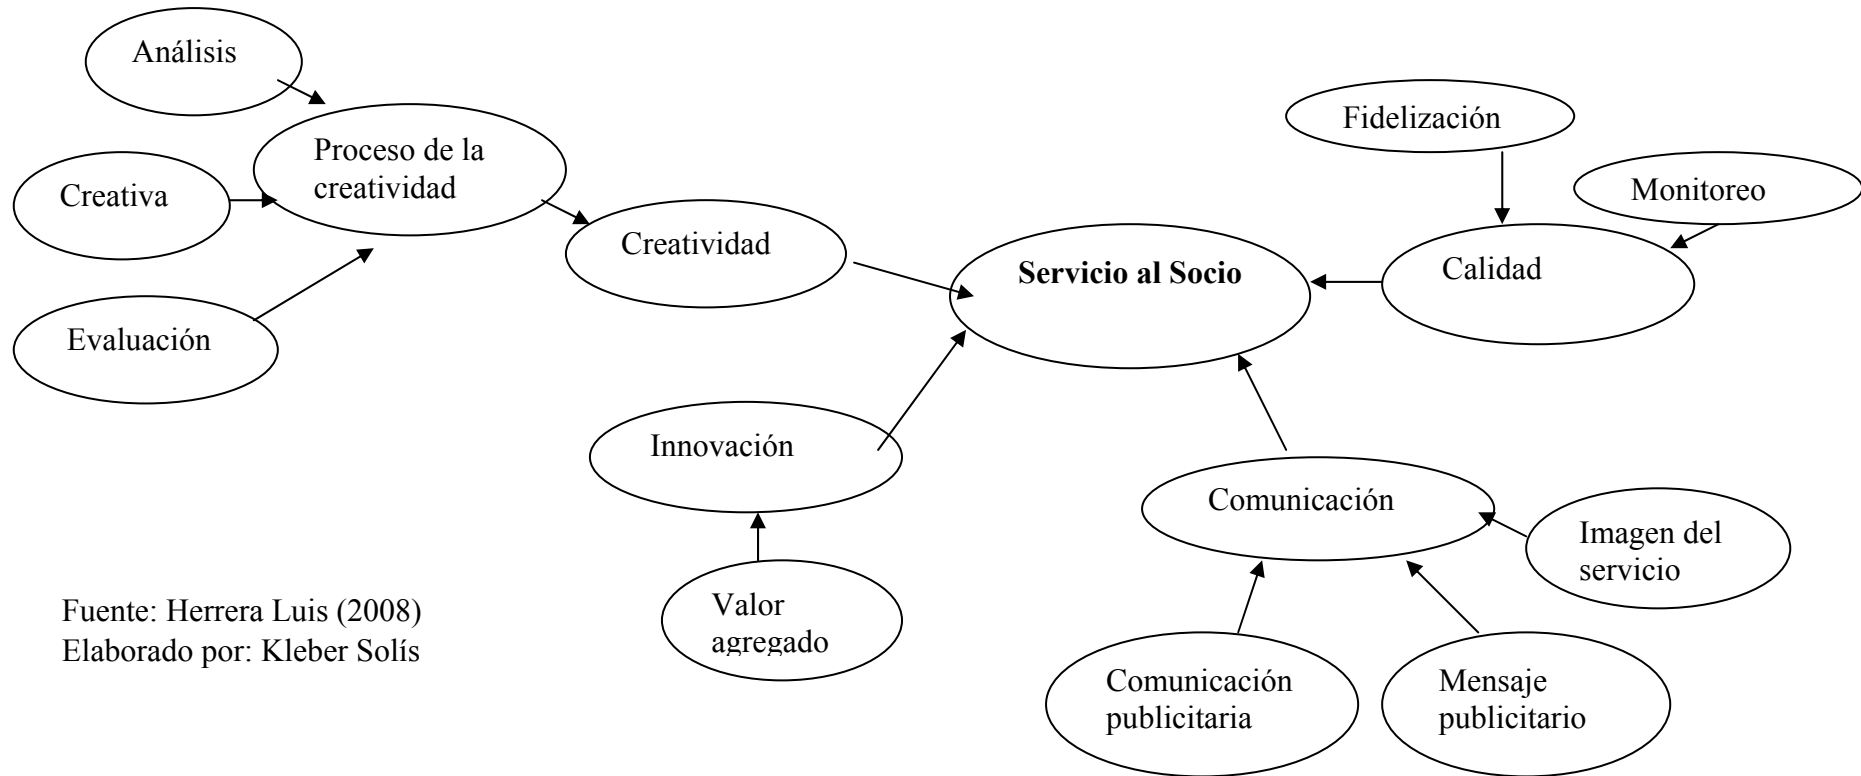 Análisis
Proceso de la
creatividad
Creativa
Evaluación
Creatividad
Servicio al Socio
Fidelización
Monitoreo
Calidad
Innovación
Valor
agregado
Comunicación
Imagen del
servicio
Comunicación
publicitaria
Mensaje
publicitario
Fuente: Herrera Luis (2008)
Elaborado por: Kleber Solís